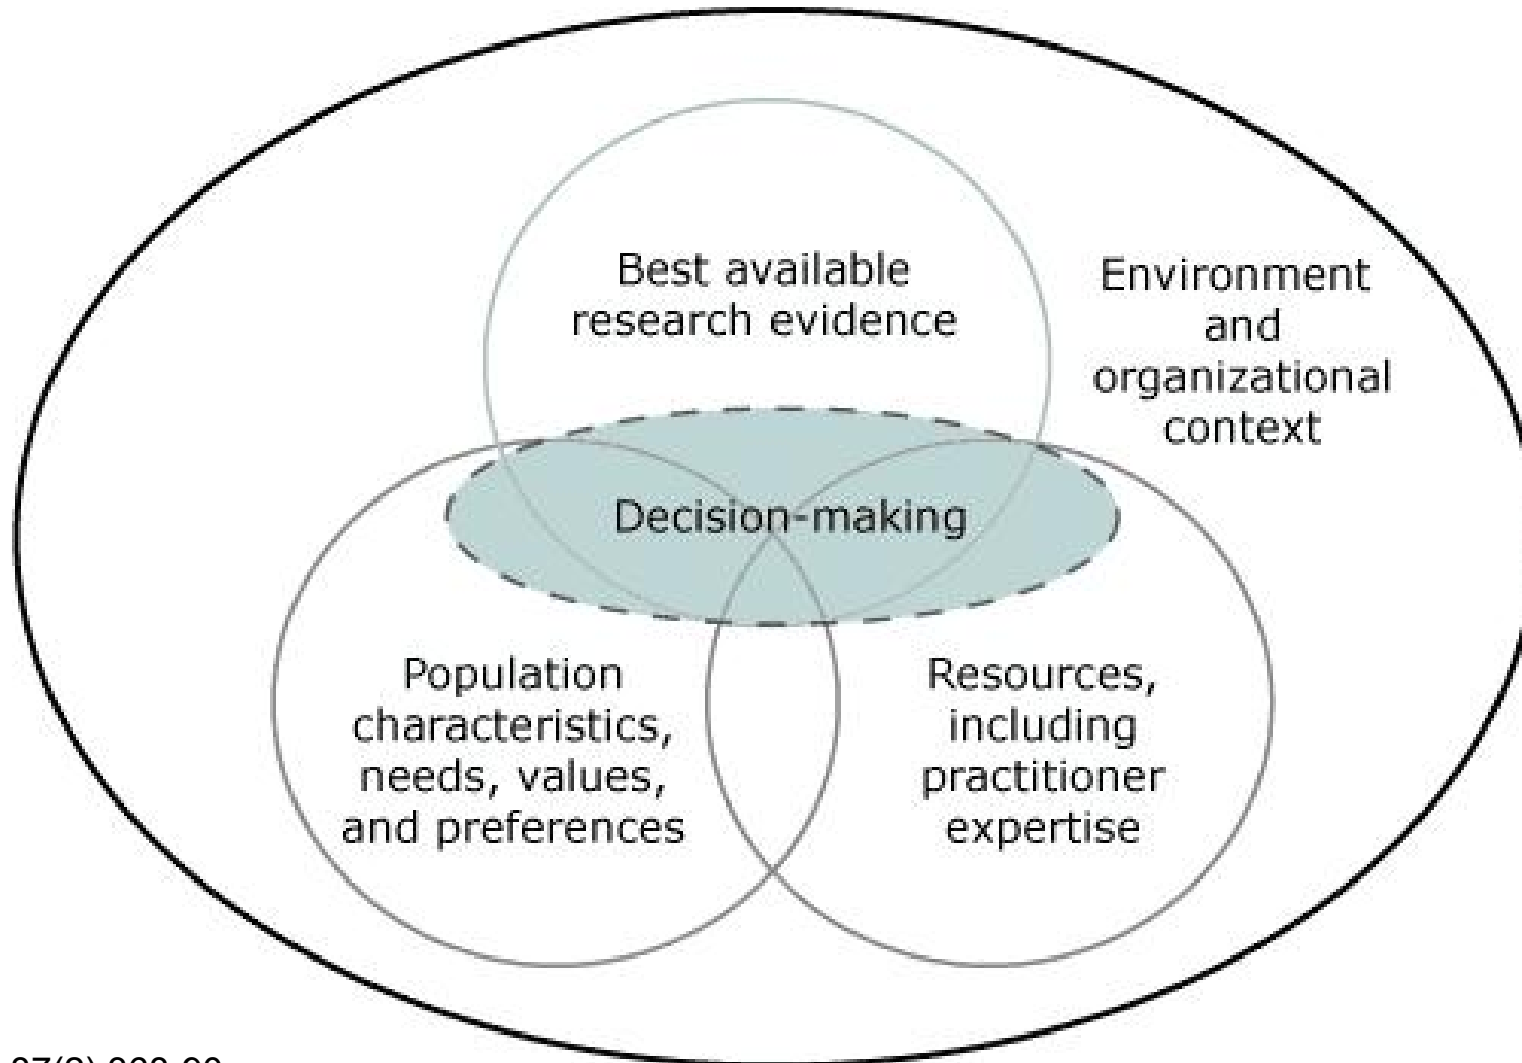 Best available
research evidence
Environment
and
organizational
context
Decision-making
Population
characteristics,
needs, values,
and preferences
Resources,
including
practitioner
expertise